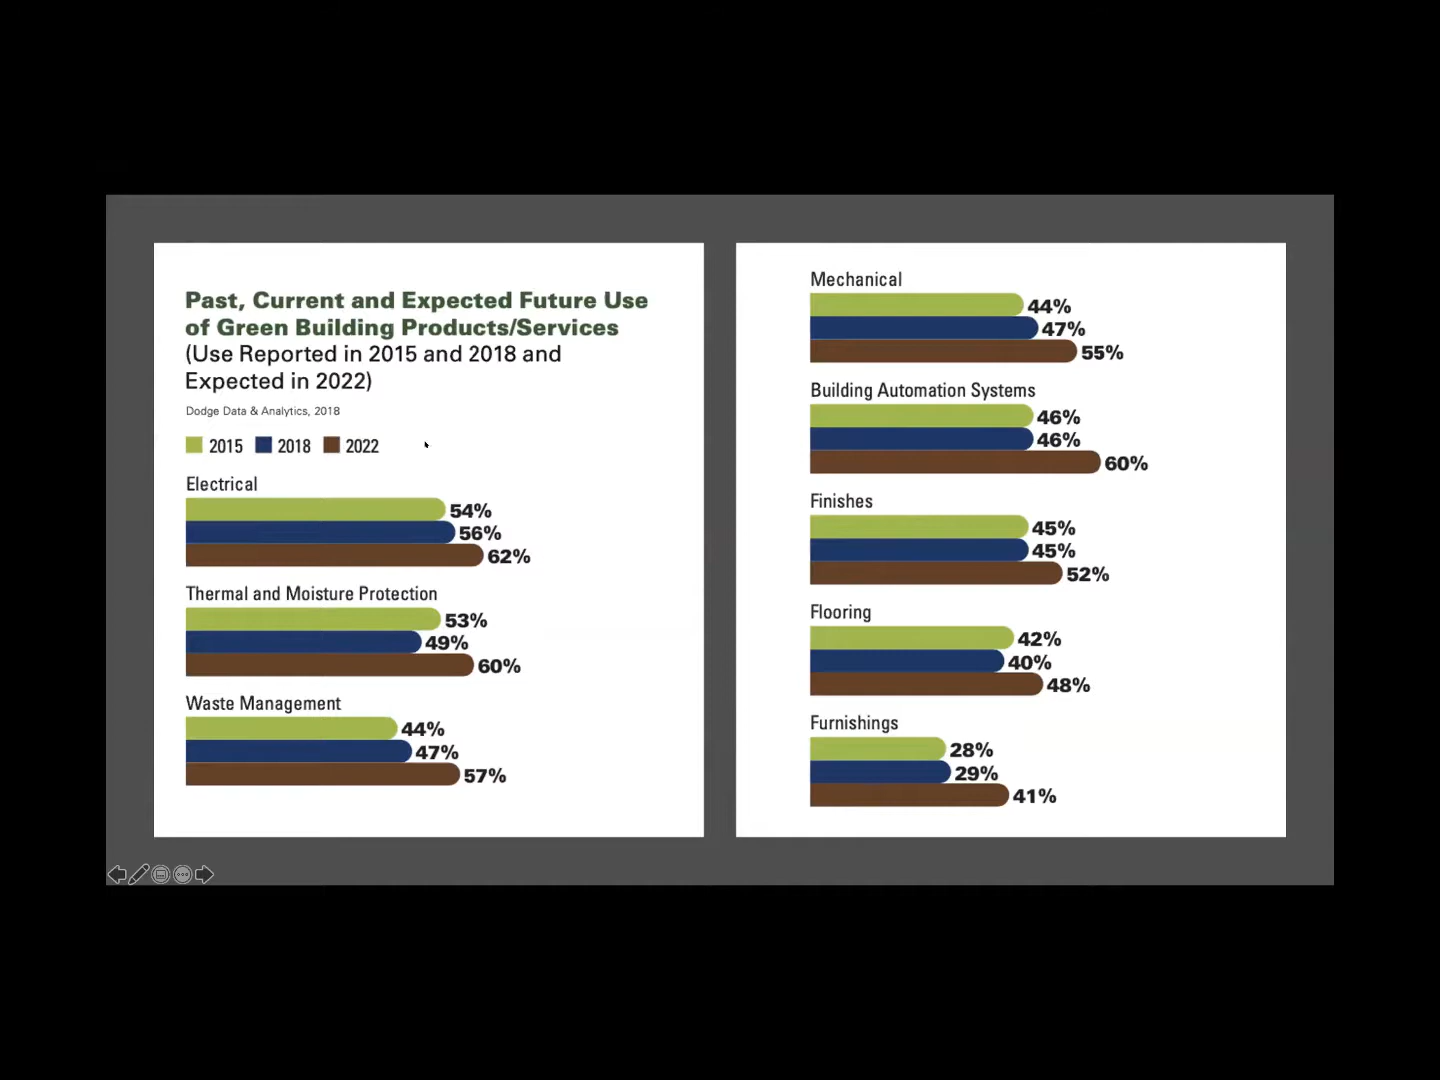 Past, Current and Expected Future Use
of Green Building Products/Services
(Use Reported in 2015 and 2018 and
Expected in 2022)
Dodge Data & Analytics, 2018
2015 2018 2022
Electrical
54%
56%
62%
Thermal and Moisture Protection
53%
49%
60%
Waste Management
44%
47%
57%
Mechanical
44%
47%
55%
Building Automation Systems
46%
46%
60%
Finishes
45%
45%
52%
Flooring
42%
40%
48%
Furnishings
28%
29%
41%